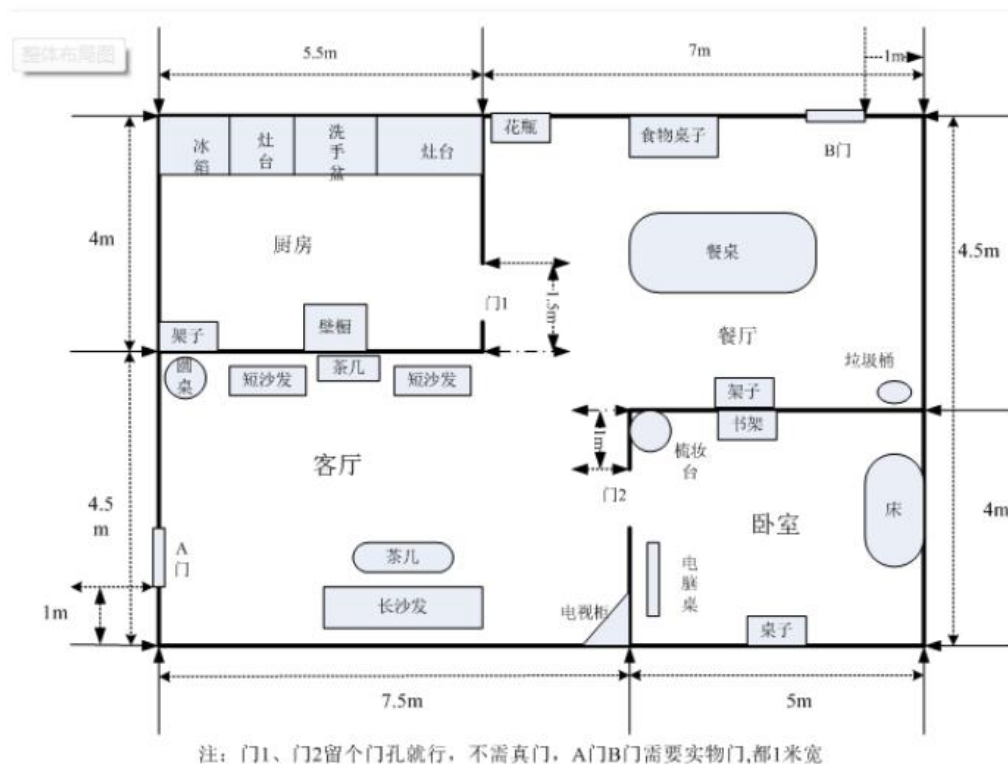 整体布局图
5.5m
7m
1m
冰箱
灶台
洗手盆
灶台
花瓶
食物桌子
B门
4m
厨房
餐桌
4.5m
门1
1.5m
架子
壁橱
餐厅
圆桌
短沙发
茶几
短沙发
垃圾桶
架子
书架
1m
梳妆台
客厅
门2
床
卧室
4.5m
4m
A门
茶几
电脑桌
1m
长沙发
电视柜
桌子
7.5m
5m
注：门1、门2留个门孔就行，不需真门，A门B门需要实物门,都1米宽